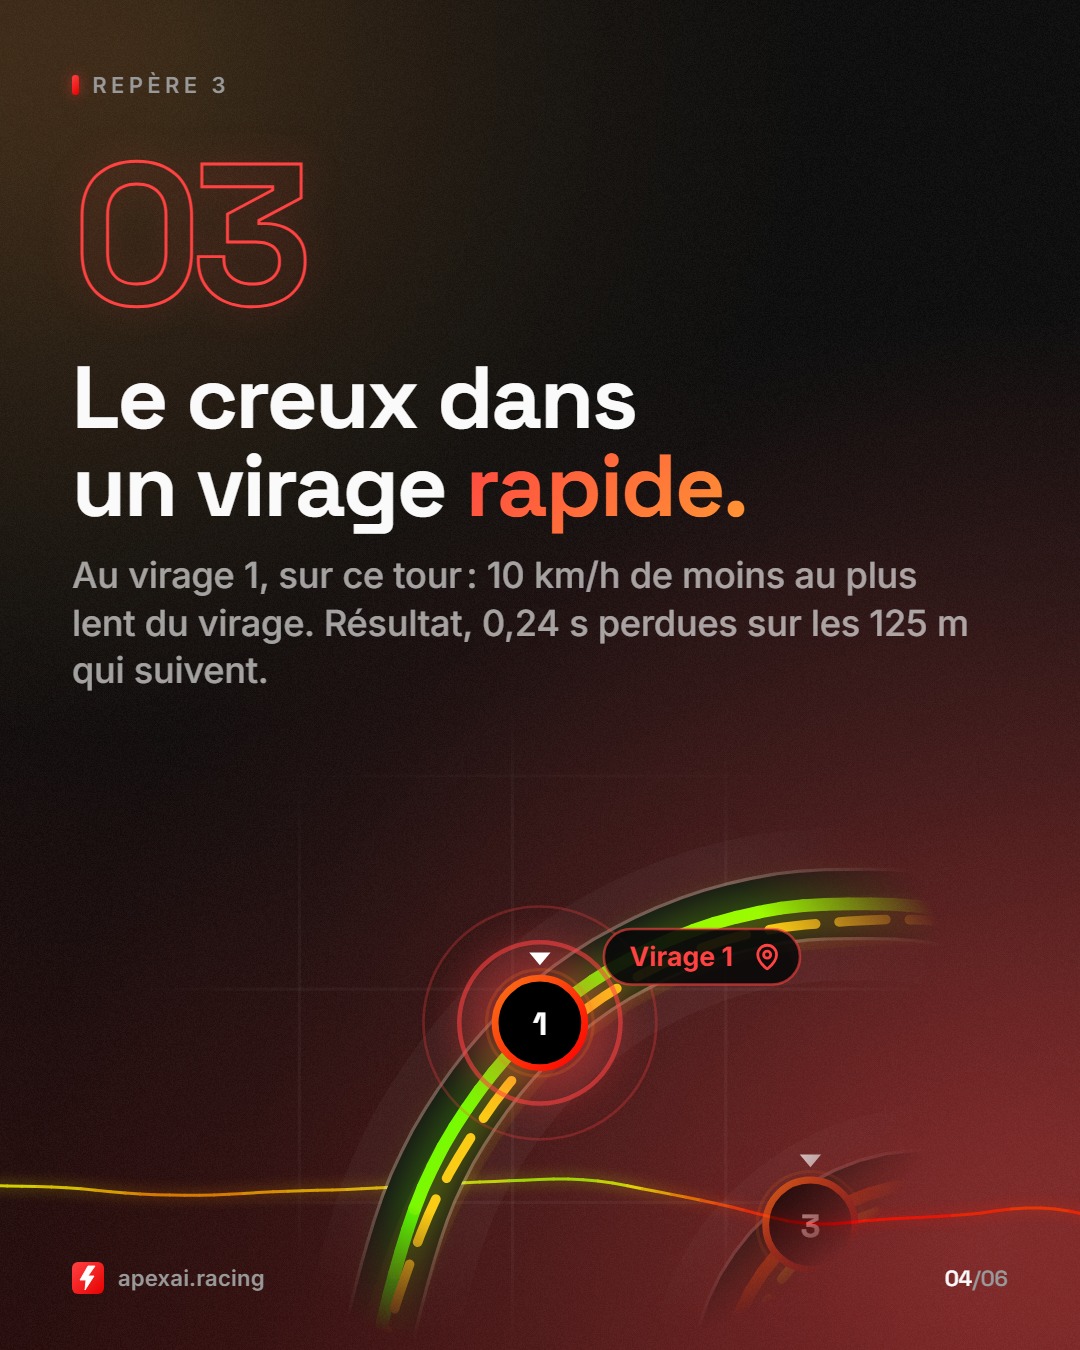 REPÈRE 3
03
Le creux dans
un virage rapide.
Au virage 1, sur ce tour : 10 km/h de moins au plus
lent du virage. Résultat, 0,24 s perdues sur les 125 m
qui suivent.
Virage 1
1
3
apexai.racing
04/06